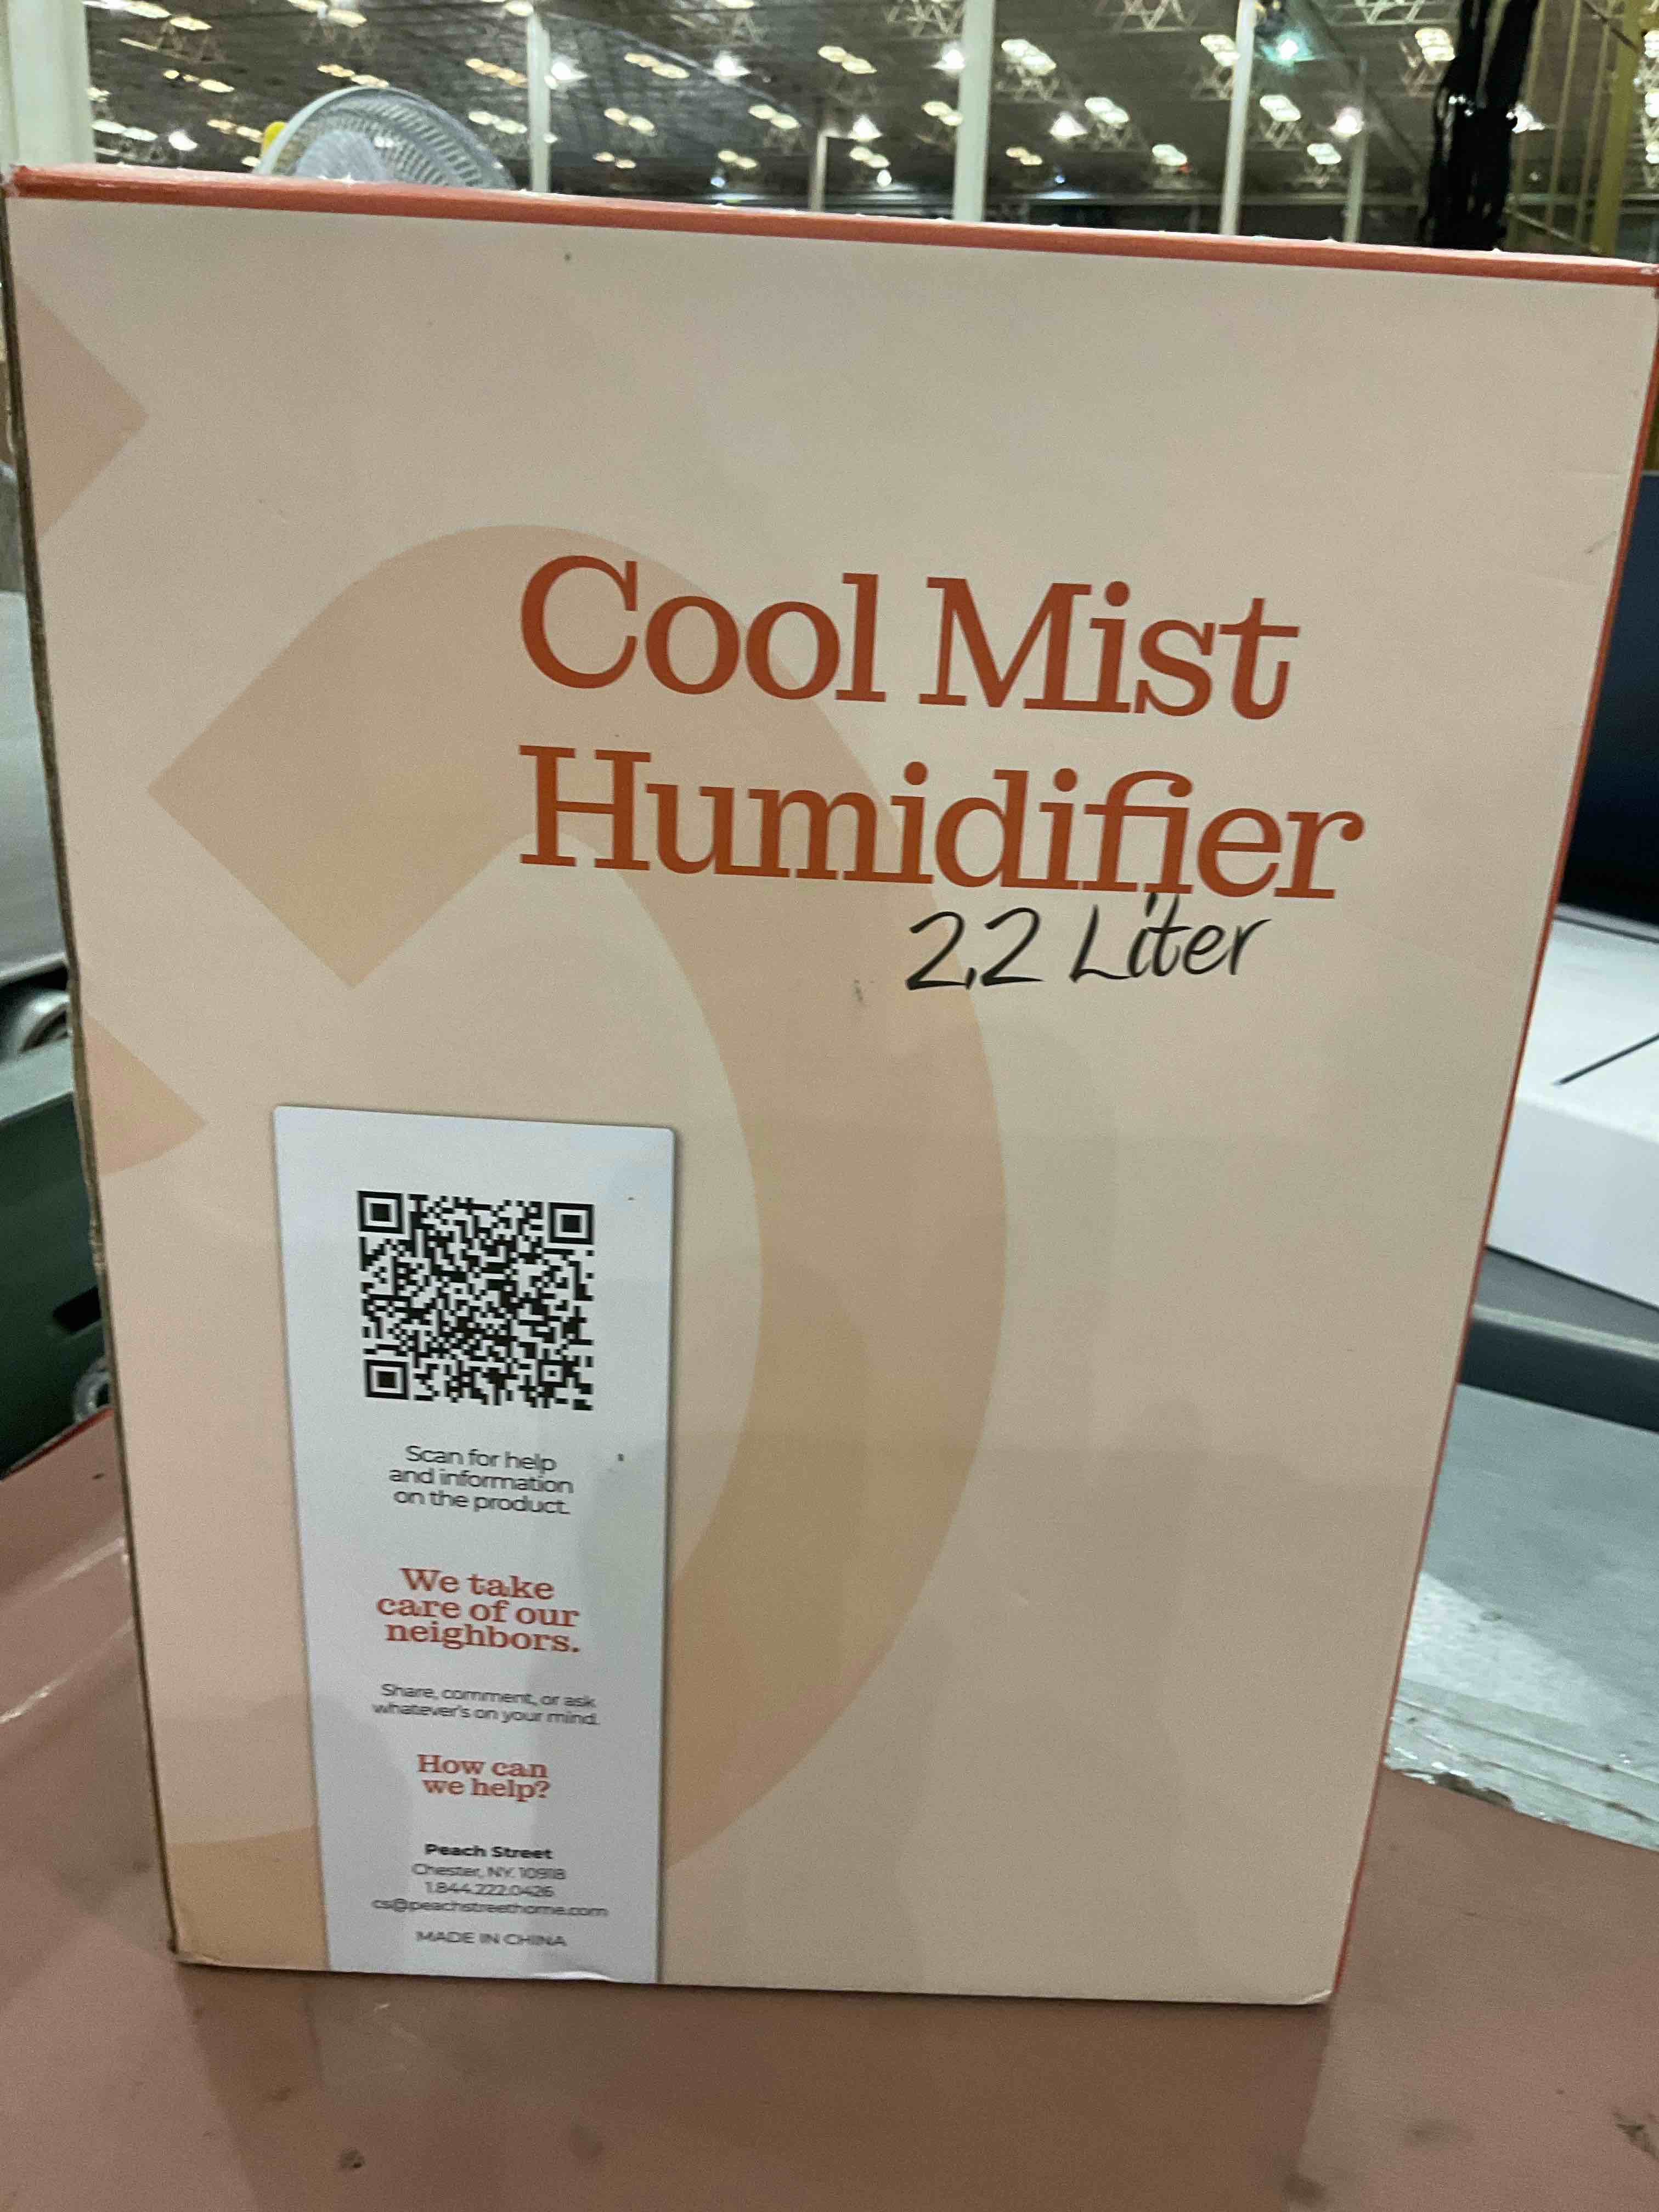 Cool Mist
Humidifier
2.2 Liter
Scan for help
and information
on the product.
We take
care of our
neighbors.
Share, comment, or ask
whatever's on your mind.
How can
we help?
Peach Street
Chester, NY. 10918
1.844.222.0426
cs@peachstreethome.com
MADE IN CHINA